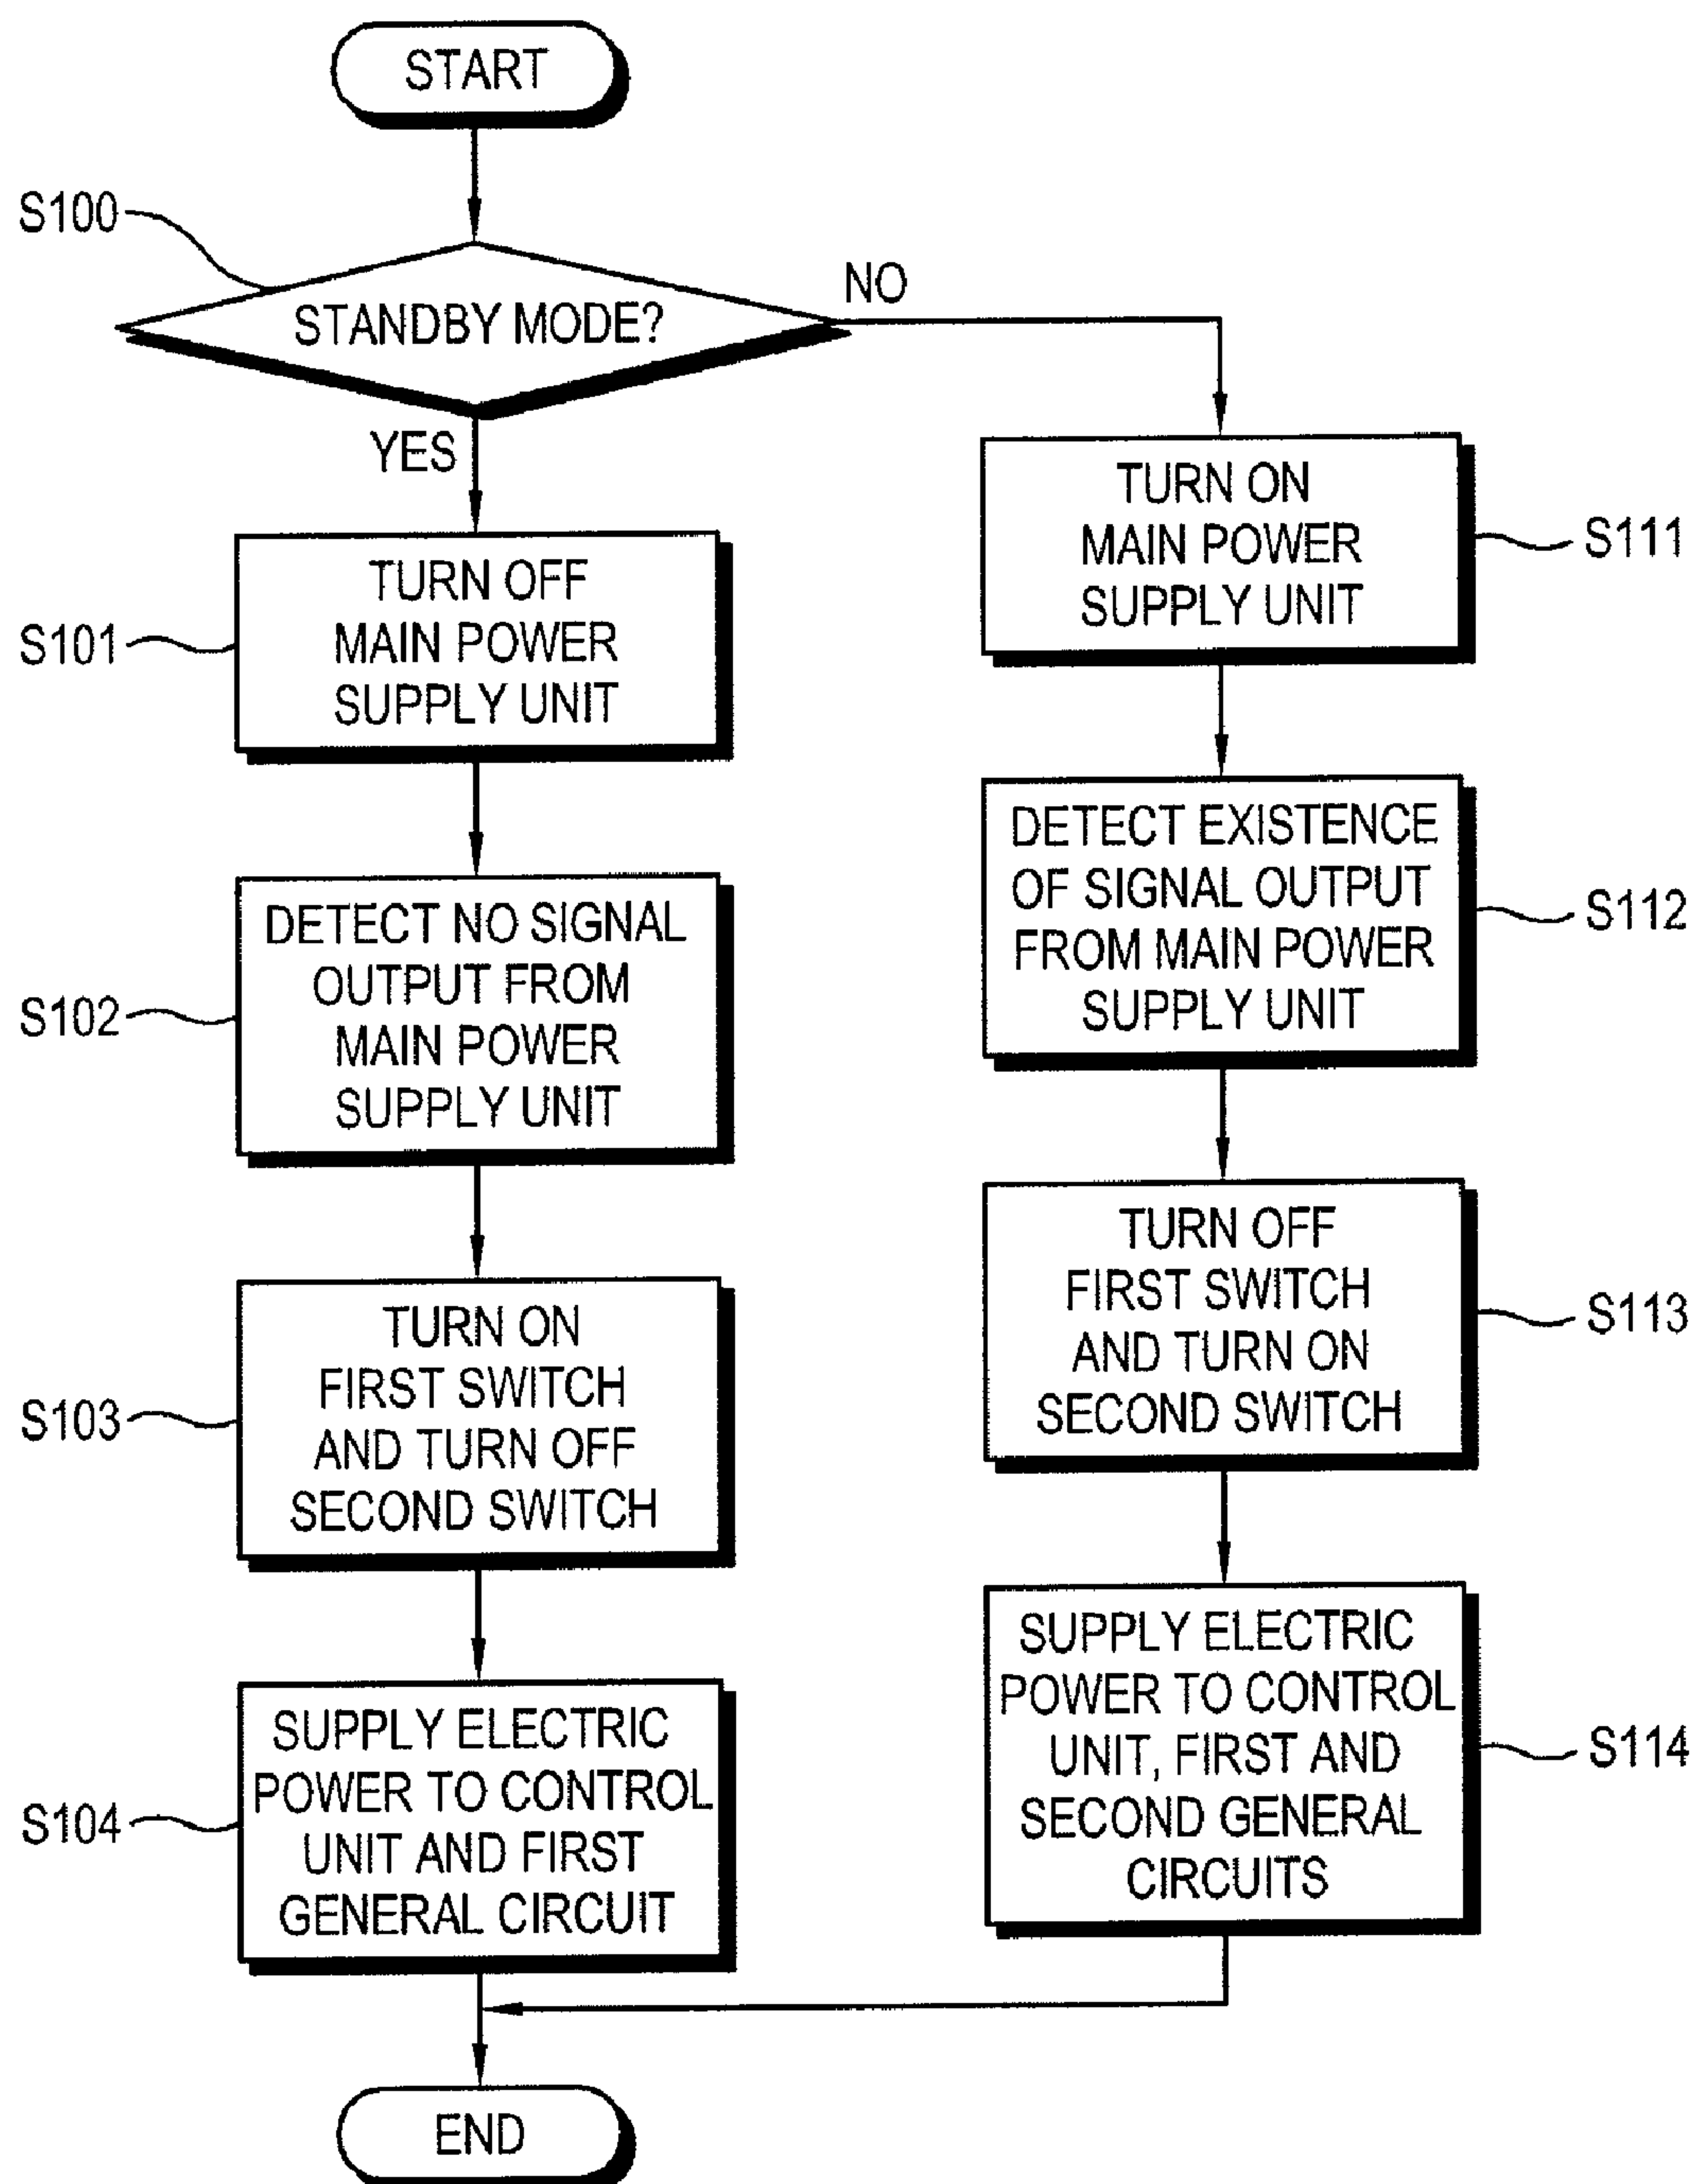 START
S100
STANDBY MODE?
NO
YES
TURN OFF
MAIN POWER
SUPPLY UNIT
S101
DETECT NO SIGNAL
OUTPUT FROM
MAIN POWER
SUPPLY UNIT
S102
TURN ON
FIRST SWITCH
AND TURN OFF
SECOND SWITCH
S103
SUPPLY ELECTRIC
POWER TO CONTROL
UNIT AND FIRST
GENERAL CIRCUIT
S104
TURN ON
MAIN POWER
SUPPLY UNIT
S111
DETECT EXISTENCE
OF SIGNAL OUTPUT
FROM MAIN POWER
SUPPLY UNIT
S112
TURN OFF
FIRST SWITCH
AND TURN ON
SECOND SWITCH
S113
SUPPLY ELECTRIC
POWER TO CONTROL
UNIT, FIRST AND
SECOND GENERAL
CIRCUITS
S114
END